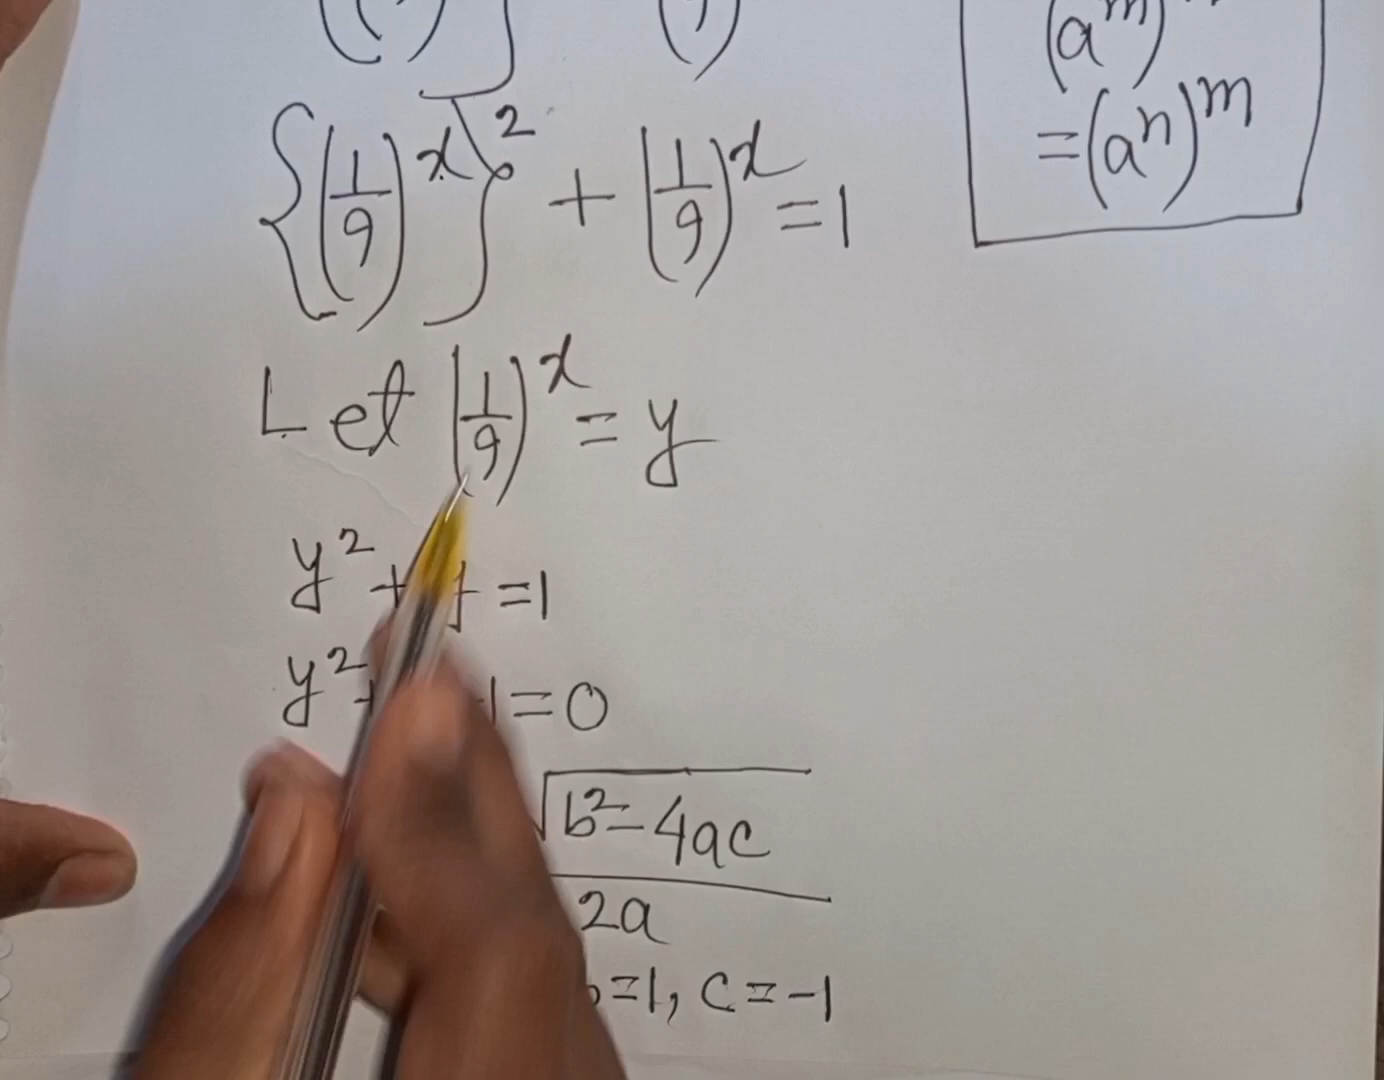 (a^m)
=(a^n)^m
{(1/9)^x}^2 + (1/9)^x = 1
Let (1/9)^x = y
y^2 + y = 1
y^2 + -1 = 0
√b^2-4ac
2a
b=1, c=-1